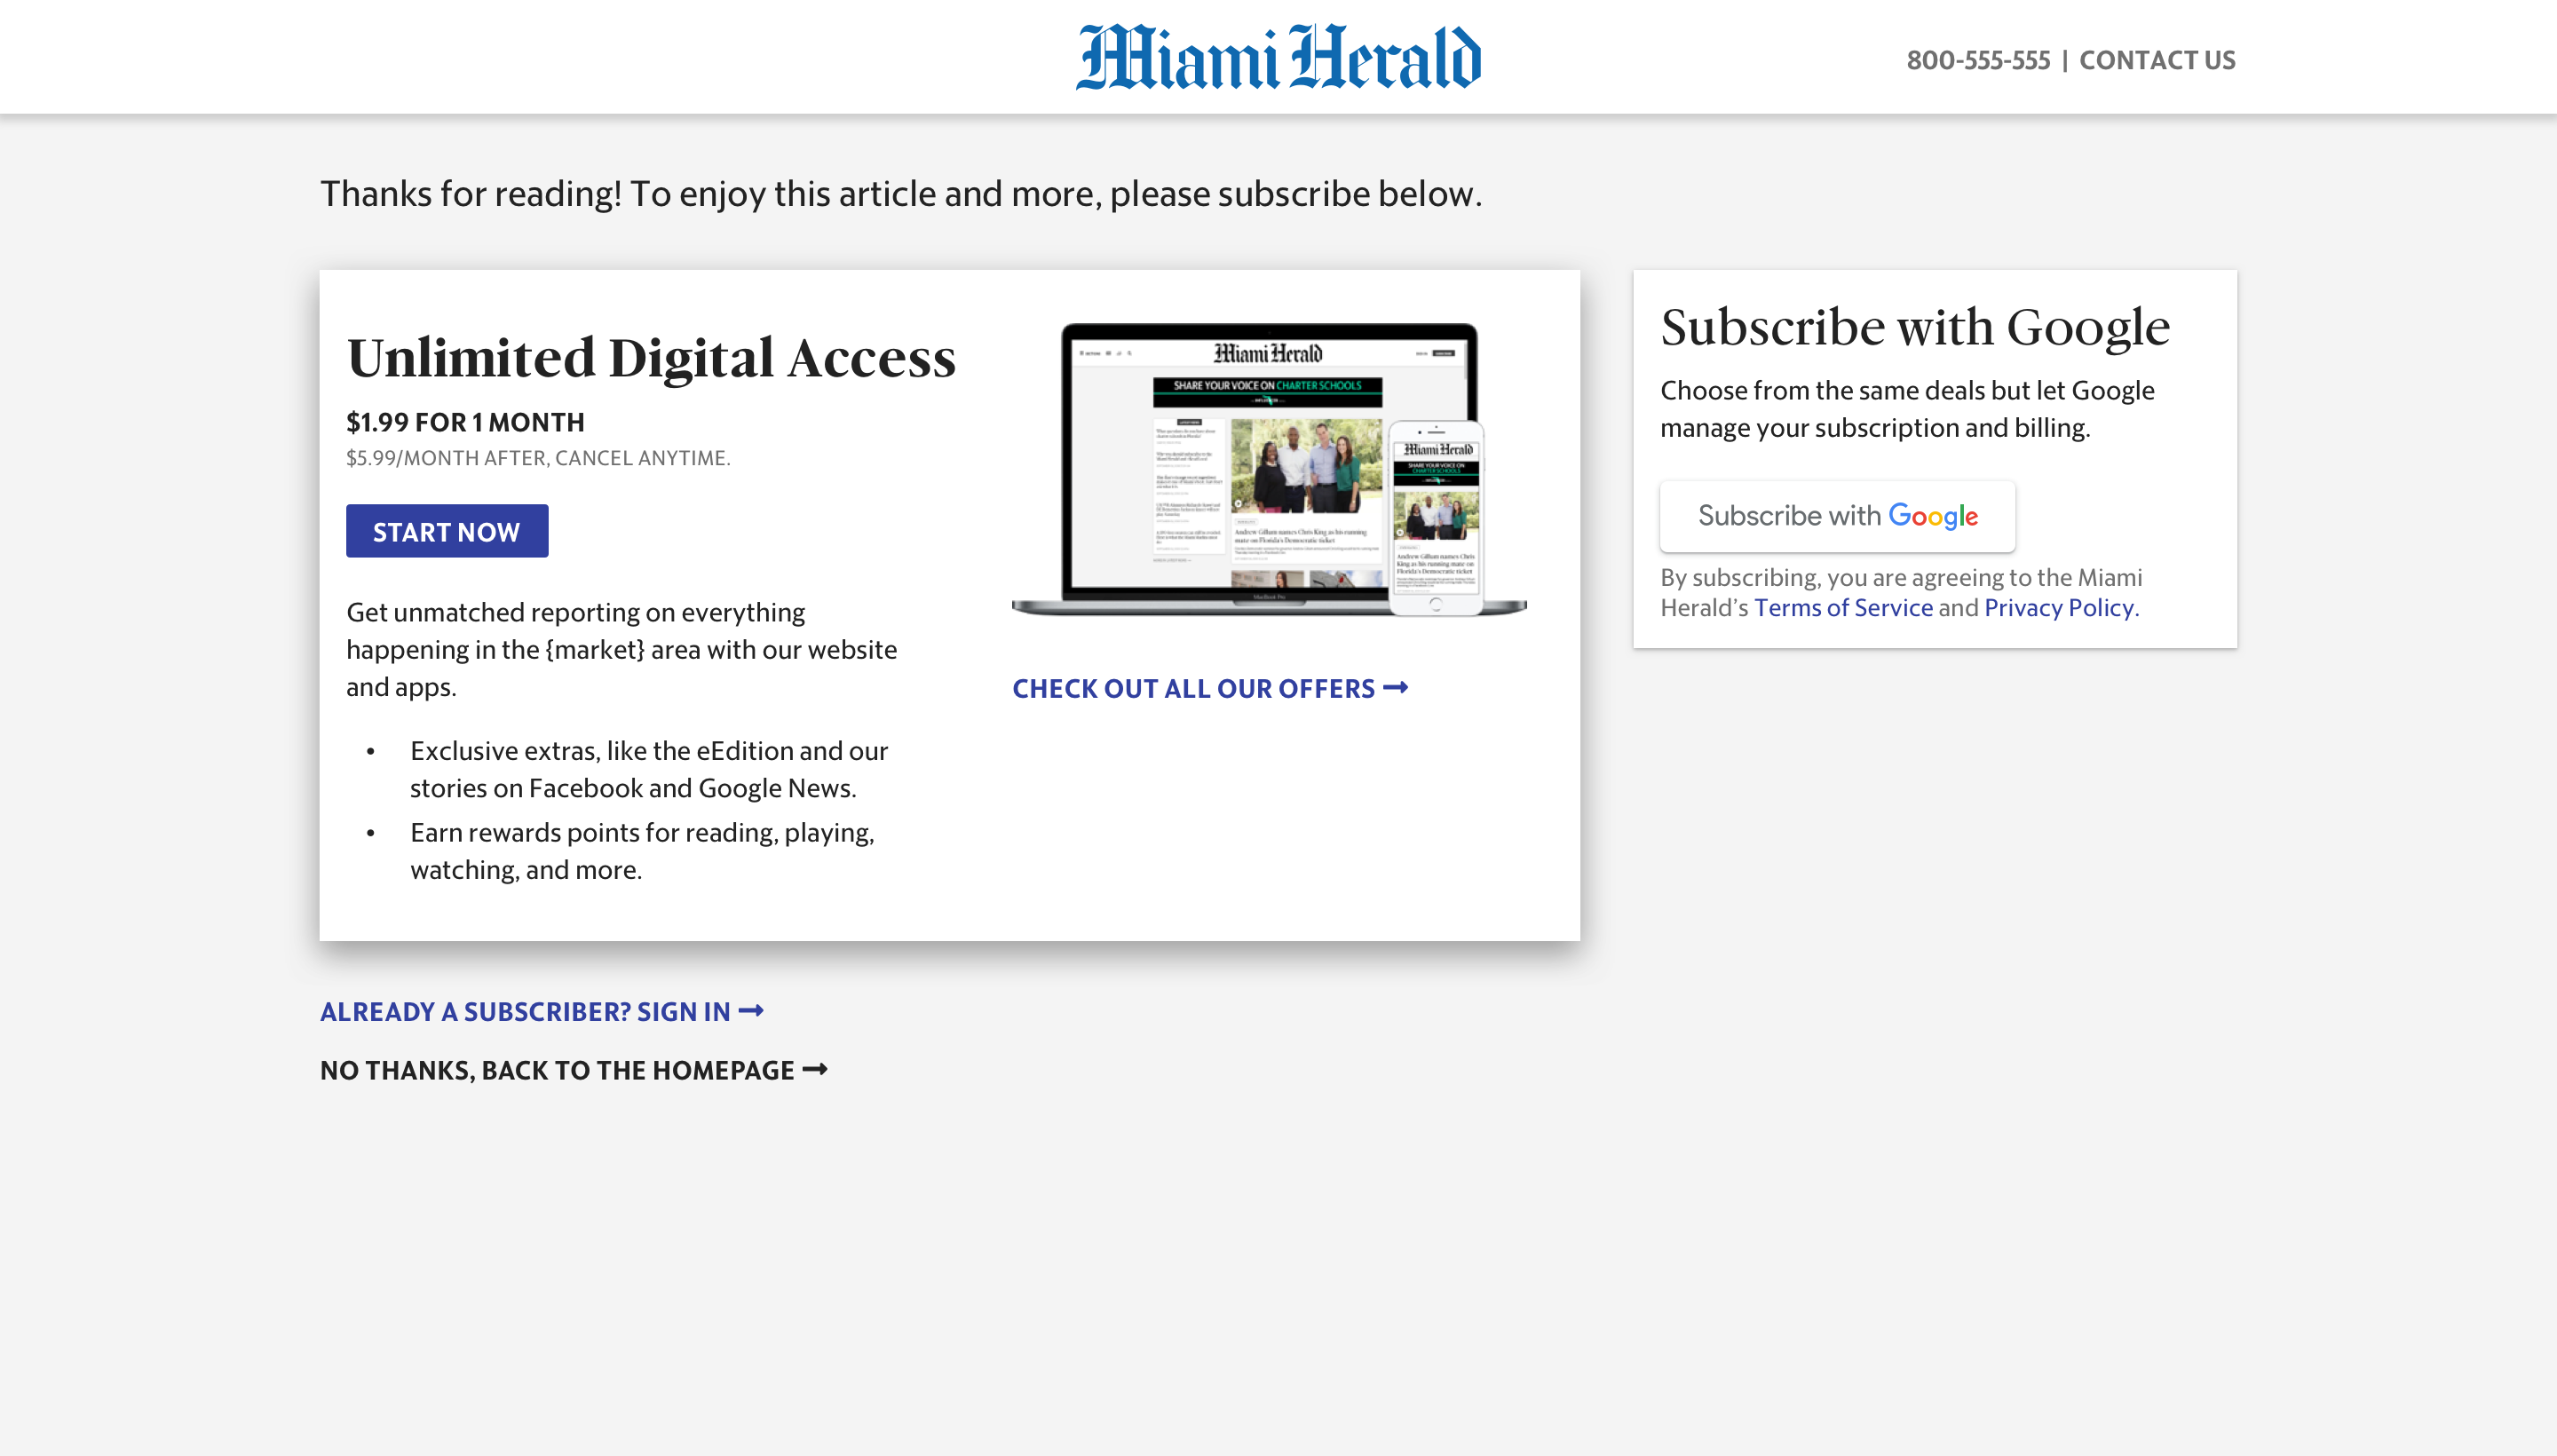 Miami Herald
800-555-555 | CONTACT US
Thanks for reading! To enjoy this article and more, please subscribe below.
Unlimited Digital Access
$1.99 FOR 1 MONTH
$5.99/MONTH AFTER, CANCEL ANYTIME.
START NOW
Get unmatched reporting on everything
happening in the {market} area with our website
and apps.
• Exclusive extras, like the eEdition and our
stories on Facebook and Google News.
• Earn rewards points for reading, playing,
watching, and more.
Miami Herald
SHARE YOUR VOICE ON CHARTER SCHOOLS
Andrew Gillum names Chris King as his running
mate on Florida's Democratic ticket
MacBook Pro
Miami Herald
SHARE YOUR VOICE ON
CHARTER SCHOOLS
Andrew Gillum names Chris
King as his running mate on
Florida's Democratic ticket
CHECK OUT ALL OUR OFFERS →
Subscribe with Google
Choose from the same deals but let Google
manage your subscription and billing.
Subscribe with Google
By subscribing, you are agreeing to the Miami
Herald’s Terms of Service and Privacy Policy.
ALREADY A SUBSCRIBER? SIGN IN →
NO THANKS, BACK TO THE HOMEPAGE →